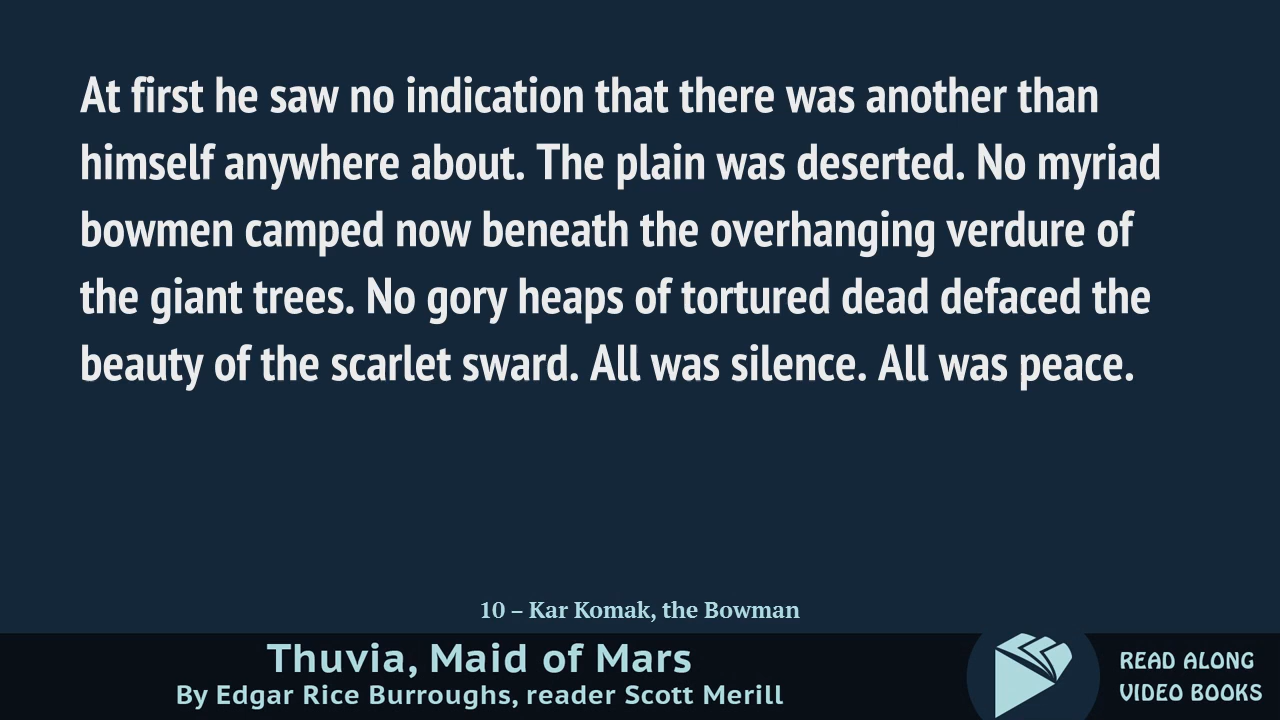 At first he saw no indication that there was another than
himself anywhere about. The plain was deserted. No myriad
bowmen camped now beneath the overhanging verdure of
the giant trees. No gory heaps of tortured dead defaced the
beauty of the scarlet sward. All was silence. All was peace.
10 – Kar Komak, the Bowman
Thuvia, Maid of Mars
By Edgar Rice Burroughs, reader Scott Merill
READ ALONG
VIDEO BOOKS